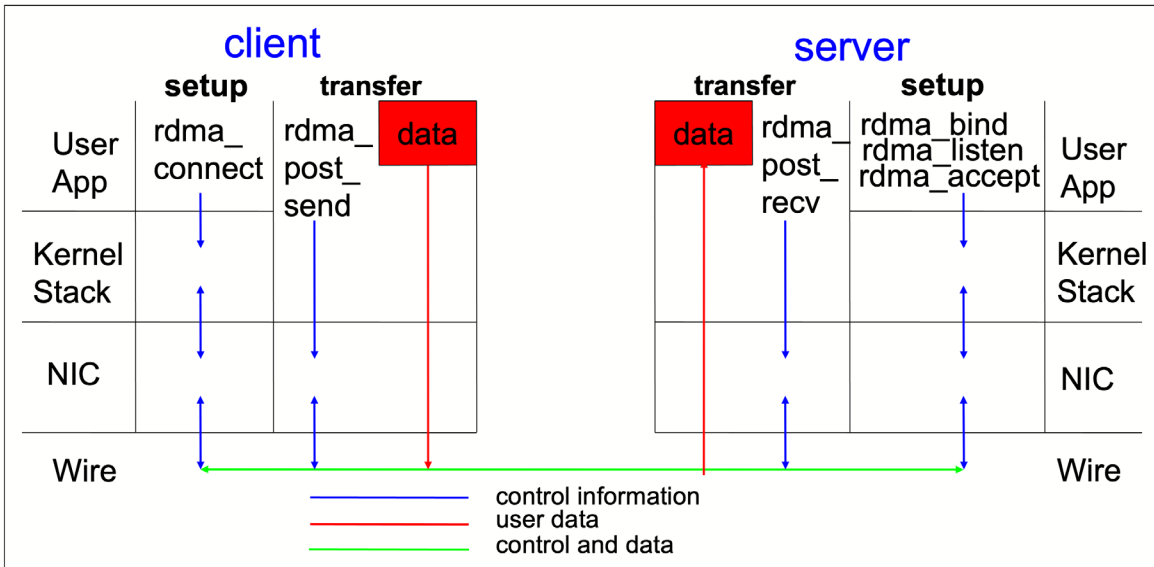 client
server
setup
transfer
transfer
setup
User
App
rdma_
connect
rdma_
post_
send
data
data
rdma_
post_
recv
rdma_bind
rdma_listen
rdma_accept
User
App
Kernel
Stack
Kernel
Stack
NIC
NIC
Wire
Wire
control information
user data
control and data